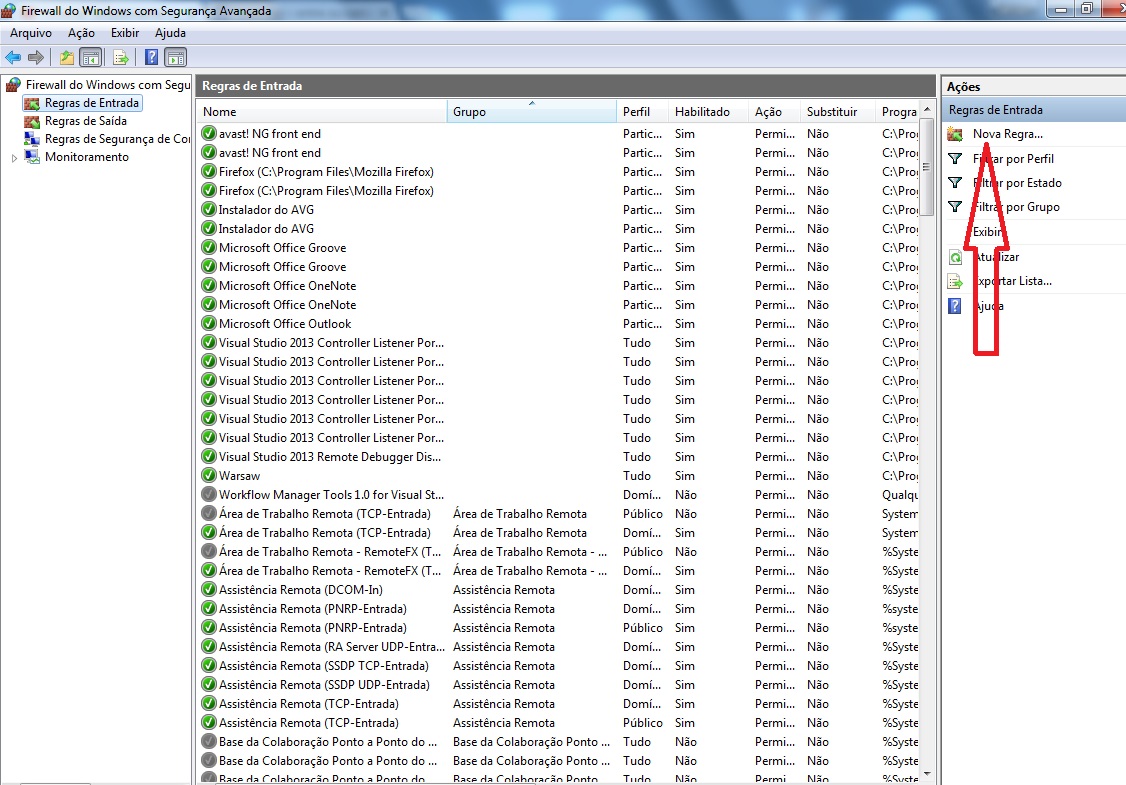 Firewall do Windows com Segurança Avançada
Arquivo Ação Exibir Ajuda
Firewall do Windows com Segu
Regras de Entrada
Regras de Saída
Regras de Segurança de Co
Monitoramento
Regras de Entrada
Nome Grupo Perfil Habilitado Ação Substituir Progra
avast! NG front end Partic... Sim Permi... Não C:\Prog
avast! NG front end Partic... Sim Permi... Não C:\Prog
Firefox (C:\Program Files\Mozilla Firefox) Partic... Sim Permi... Não C:\Prog
Firefox (C:\Program Files\Mozilla Firefox) Partic... Sim Permi... Não C:\Prog
Instalador do AVG Partic... Sim Permi... Não C:\Prog
Instalador do AVG Partic... Sim Permi... Não C:\Prog
Microsoft Office Groove Partic... Sim Permi... Não C:\Prog
Microsoft Office Groove Partic... Sim Permi... Não C:\Prog
Microsoft Office OneNote Partic... Sim Permi... Não C:\Prog
Microsoft Office OneNote Partic... Sim Permi... Não C:\Prog
Microsoft Office Outlook Partic... Sim Permi... Não C:\Prog
Visual Studio 2013 Controller Listener Por... Tudo Sim Permi... Não C:\Prog
Visual Studio 2013 Controller Listener Por... Tudo Sim Permi... Não C:\Prog
Visual Studio 2013 Controller Listener Por... Tudo Sim Permi... Não C:\Prog
Visual Studio 2013 Controller Listener Por... Tudo Sim Permi... Não C:\Prog
Visual Studio 2013 Controller Listener Por... Tudo Sim Permi... Não C:\Prog
Visual Studio 2013 Controller Listener Por... Tudo Sim Permi... Não C:\Prog
Visual Studio 2013 Remote Debugger Dis... Tudo Sim Permi... Não C:\Prog
Warsaw Tudo Sim Permi... Não C:\Prog
Workflow Manager Tools 1.0 for Visual St... Domí... Não Permi... Não Qualqu
Área de Trabalho Remota (TCP-Entrada) Área de Trabalho Remota Público Não Permi... Não System
Área de Trabalho Remota (TCP-Entrada) Área de Trabalho Remota Domí... Sim Permi... Não System
Área de Trabalho Remota - RemoteFX (T... Área de Trabalho Remota - ... Público Não Permi... Não %Syste
Área de Trabalho Remota - RemoteFX (T... Área de Trabalho Remota - ... Domí... Sim Permi... Não %Syste
Assistência Remota (DCOM-In) Assistência Remota Domí... Sim Permi... Não %Syste
Assistência Remota (PNRP-Entrada) Assistência Remota Domí... Sim Permi... Não %syste
Assistência Remota (PNRP-Entrada) Assistência Remota Público Sim Permi... Não %syste
Assistência Remota (RA Server UDP-Entra... Assistência Remota Domí... Sim Permi... Não %syste
Assistência Remota (SSDP TCP-Entrada) Assistência Remota Domí... Sim Permi... Não %Syste
Assistência Remota (SSDP UDP-Entrada) Assistência Remota Domí... Sim Permi... Não %Syste
Assistência Remota (TCP-Entrada) Assistência Remota Domí... Sim Permi... Não %Syste
Assistência Remota (TCP-Entrada) Assistência Remota Público Sim Permi... Não %Syste
Base da Colaboração Ponto a Ponto do ... Base da Colaboração Ponto ... Tudo Não Permi... Não %Syste
Base da Colaboração Ponto a Ponto do ... Base da Colaboração Ponto ... Tudo Não Permi... Não %Syste
Base da Colaboração Ponto a Ponto do Base da Colaboração Ponto Tudo Não Permi Não %Syste
Ações
Regras de Entrada
Nova Regra...
Filtrar por Perfil
Filtrar por Estado
Filtrar por Grupo
Exibir
Atualizar
Exportar Lista...
Ajuda